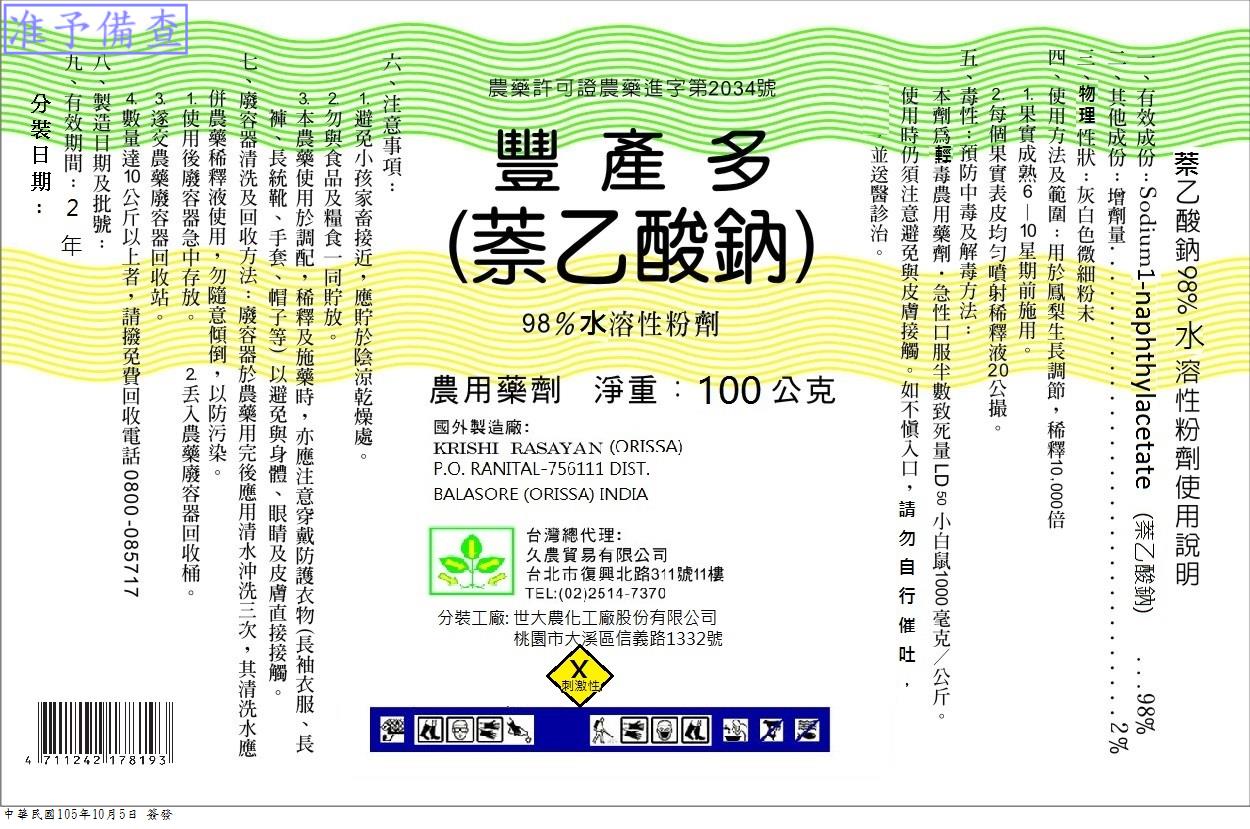 准予備查
萘乙酸鈉98%水溶性粉劑使用說明
一、有效成份：Sodium1-naphthylacetate (萘乙酸鈉) ...98%
二、其他成份：增劑量..............................2%
三、物理性狀：灰白色微細粉末
四、使用方法及範圍：用於鳳梨生長調節，稀釋10.000倍
1.果實成熟6—10星期前施用。
2.每個果實表皮均勻噴射稀釋液20公撮。
五、毒性：預防中毒及解毒方法：
本劑為輕毒農用藥劑．急性口服半數致死量LD 50 小白鼠1000毫克／公斤。
使用時仍須注意避免與皮膚接觸。如不慎入口，請勿自行催吐，
並送醫診治。
農藥許可證農藥進字第2034號
豐產多
(萘乙酸鈉)
98%水溶性粉劑
農用藥劑 淨重：100公克
國外製造廠:
KRISHI RASAYAN (ORISSA)
P.O. RANITAL-756111 DIST.
BALASORE (ORISSA) INDIA
台灣總代理:
久農貿易有限公司
台北市復興北路311號11樓
TEL:(02)2514-7370
分裝工廠: 世大農化工廠股份有限公司
桃園市大溪區信義路1332號
X
刺激性
六、注意事項：
1.避免小孩家畜接近，應貯於陰涼乾燥處。
2.勿與食品及糧食一同貯放。
3.本農藥使用於調配，稀釋及施藥時，亦應注意穿戴防護衣物(長袖衣服、長
褲、長統靴、手套、帽子等)以避免與身體、眼睛及皮膚直接接觸。
七、廢容器清洗及回收方法：廢容器於農藥用完後應用清水沖洗三次，其清洗水應
併農藥稀釋液使用，勿隨意傾倒，以防污染。
1.使用後廢容器急中存放。 2.丟入農藥廢容器回收桶。
3.逐交農藥廢容器回收站。
4.數量達10公斤以上者，請撥免費回收電話0800-085717
八、製造日期及批號：
九、有效期間：2年
分裝日期：
4 711242 178193
中華民國105年10月5日 簽發